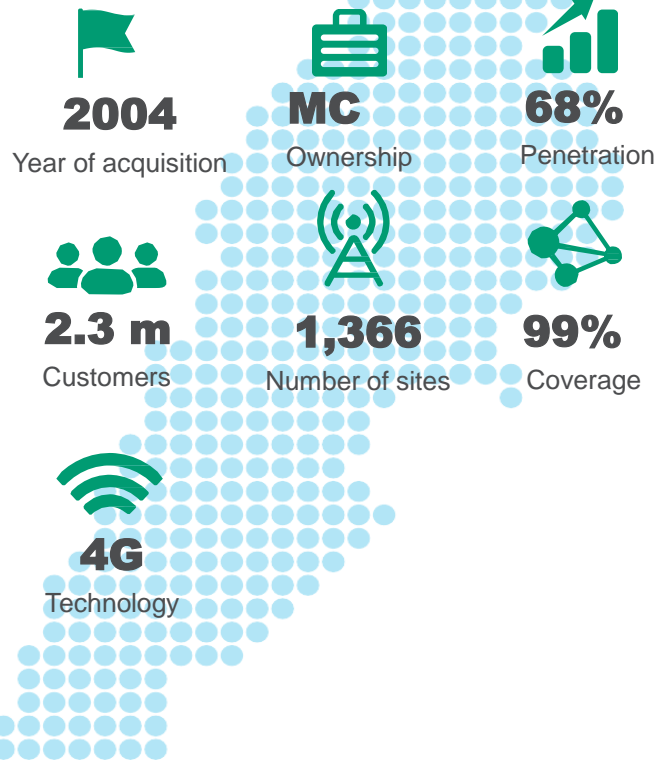 2004
MC
68%
Year of acquisition
Ownership
Penetration
2.3 m
1,366
99%
Customers
Number of sites
Coverage
4G
Technology